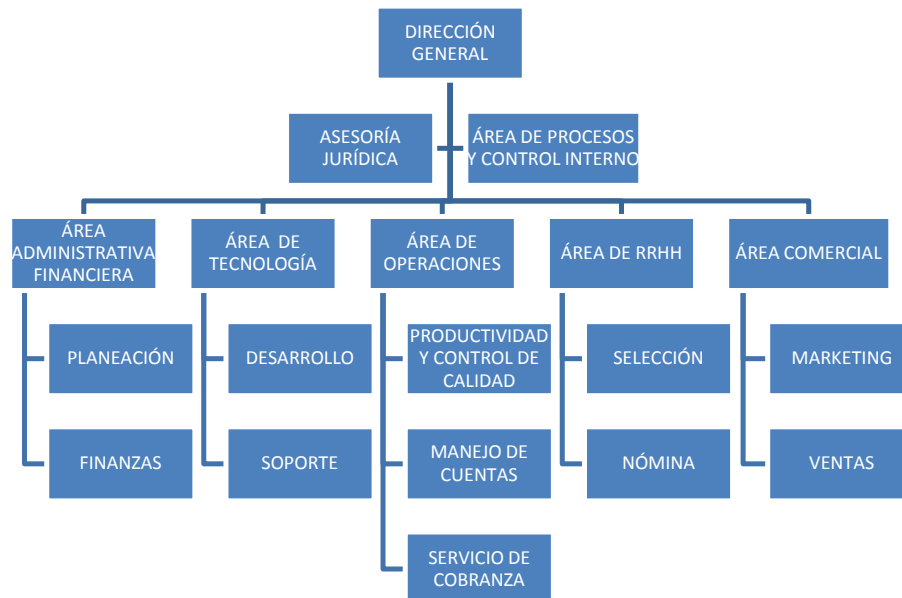 DIRECCIÓN
GENERAL
ASESORÍA
JURÍDICA
ÁREA DE PROCESOS
Y CONTROL INTERNO
ÁREA
ADMINISTRATIVA
FINANCIERA
ÁREA DE
TECNOLOGÍA
ÁREA DE
OPERACIONES
ÁREA DE RRHH
ÁREA COMERCIAL
PLANEACIÓN
DESARROLLO
PRODUCTIVIDAD
Y CONTROL DE
CALIDAD
SELECCIÓN
MARKETING
FINANZAS
SOPORTE
MANEJO DE
CUENTAS
NÓMINA
VENTAS
SERVICIO DE
COBRANZA